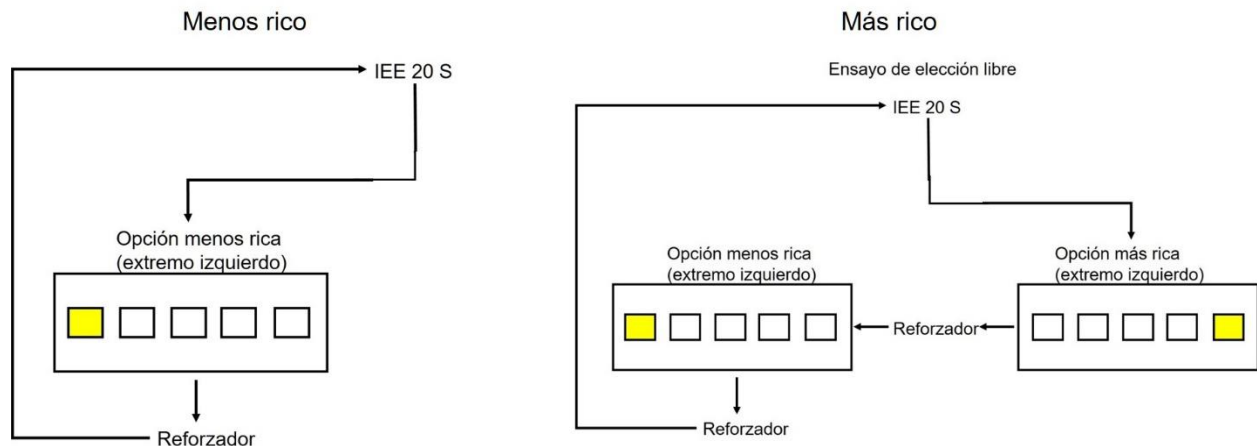 Menos rico
IEE 20 S
Opción menos rica
(extremo izquierdo)
Reforzador
Más rico
Ensayo de elección libre
IEE 20 S
Opción menos rica
(extremo izquierdo)
Reforzador
Opción más rica
(extremo izquierdo)
Reforzador